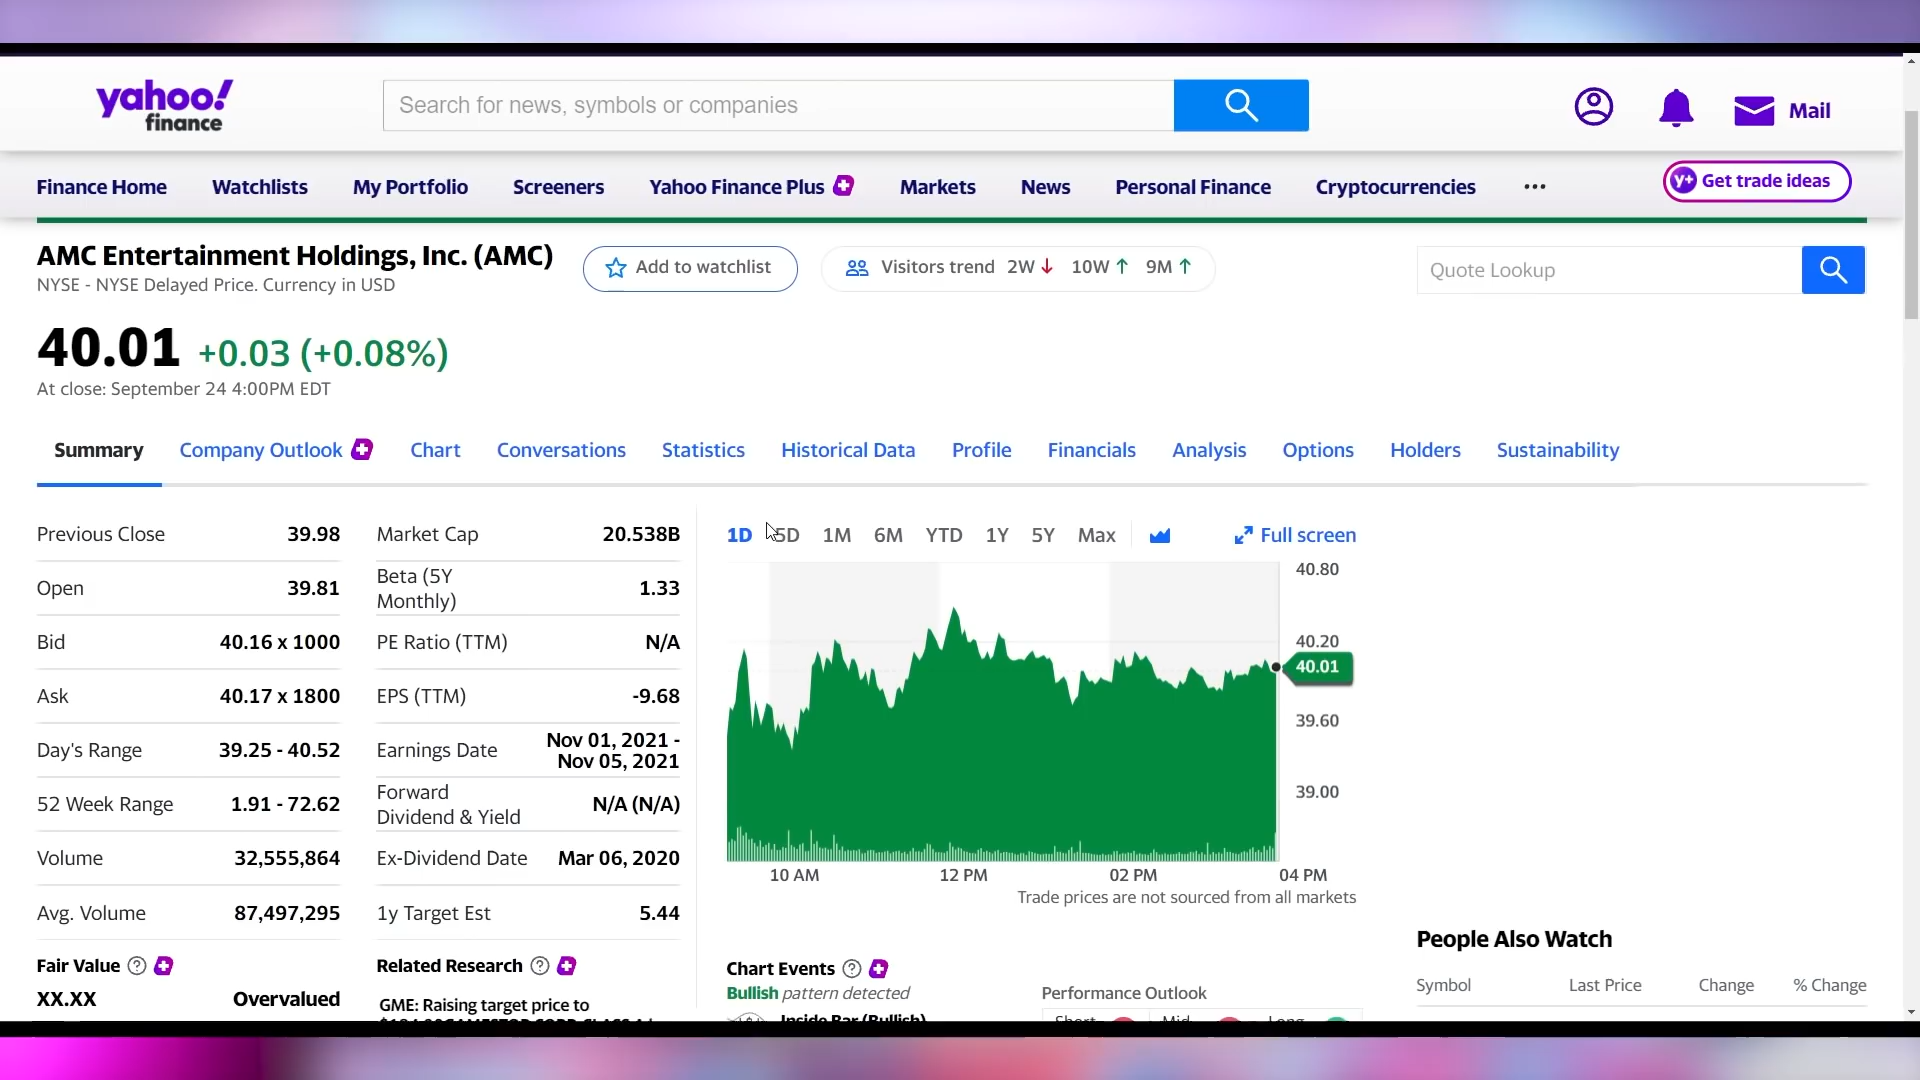 yahoo!
finance
Search for news, symbols or companies
Mail
Finance Home Watchlists My Portfolio Screeners Yahoo Finance Plus Markets News Personal Finance Cryptocurrencies ••• y+ Get trade ideas
AMC Entertainment Holdings, Inc. (AMC)
NYSE - NYSE Delayed Price. Currency in USD
Add to watchlist
Visitors trend 2W↓ 10W↑ 9M↑
Quote Lookup
40.01 +0.03 (+0.08%)
At close: September 24 4:00PM EDT
Summary Company Outlook Chart Conversations Statistics Historical Data Profile Financials Analysis Options Holders Sustainability
Previous Close 39.98
Open 39.81
Bid 40.16 x 1000
Ask 40.17 x 1800
Day's Range 39.25 - 40.52
52 Week Range 1.91 - 72.62
Volume 32,555,864
Avg. Volume 87,497,295
Market Cap 20.538B
Beta (5Y
Monthly) 1.33
PE Ratio (TTM) N/A
EPS (TTM) -9.68
Earnings Date Nov 01, 2021 -
Nov 05, 2021
Forward
Dividend & Yield N/A (N/A)
Ex-Dividend Date Mar 06, 2020
1y Target Est 5.44
1D 5D 1M 6M YTD 1Y 5Y Max Full screen
40.80
40.20
40.01
39.60
39.00
10 AM 12 PM 02 PM 04 PM
Trade prices are not sourced from all markets
Fair Value
XX.XX Overvalued
Related Research
GME: Raising target price to
Chart Events
Bullish pattern detected
Inside Bar (Bullish)
Performance Outlook
Short Mid Long
People Also Watch
Symbol Last Price Change % Change